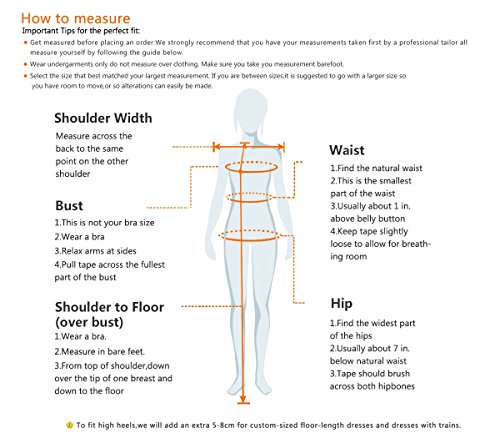 How to measure
Important Tips for the perfect fit:
● Get measured before placing an order:We strongly recommend that you have your measurements taken first by a professional tailor all
measure yourself by following the guide below.
● Wear undergarments only do not measure over clothing. Make sure you take you measurement barefoot.
● Select the size that best matched your largest measurement. If you are between sizes,it is suggested to go with a larger size so
you have room to move,or so alterations can easily be made.
Shoulder Width
Measure across the
back to the same
point on the other
shoulder
Bust
1.This is not your bra size
2.Wear a bra
3.Relax arms at sides
4.Pull tape across the fullest
part of the bust
Shoulder to Floor
(over bust)
1.Wear a bra.
2.Measure in bare feet.
3.From top of shoulder,down
over the tip of one breast and
down to the floor
Waist
1.Find the natural waist
2.This is the smallest
part of the waist
3.Usually about 1 in.
above belly button
4.Keep tape slightly
loose to allow for breath-
ing room
Hip
1.Find the widest part
of the hips
2.Usually about 7 in.
below natural waist
3.Tape should brush
across both hipbones
To fit high heels,we will add an extra 5-8cm for custom-sized floor-length dresses and dresses with trains.